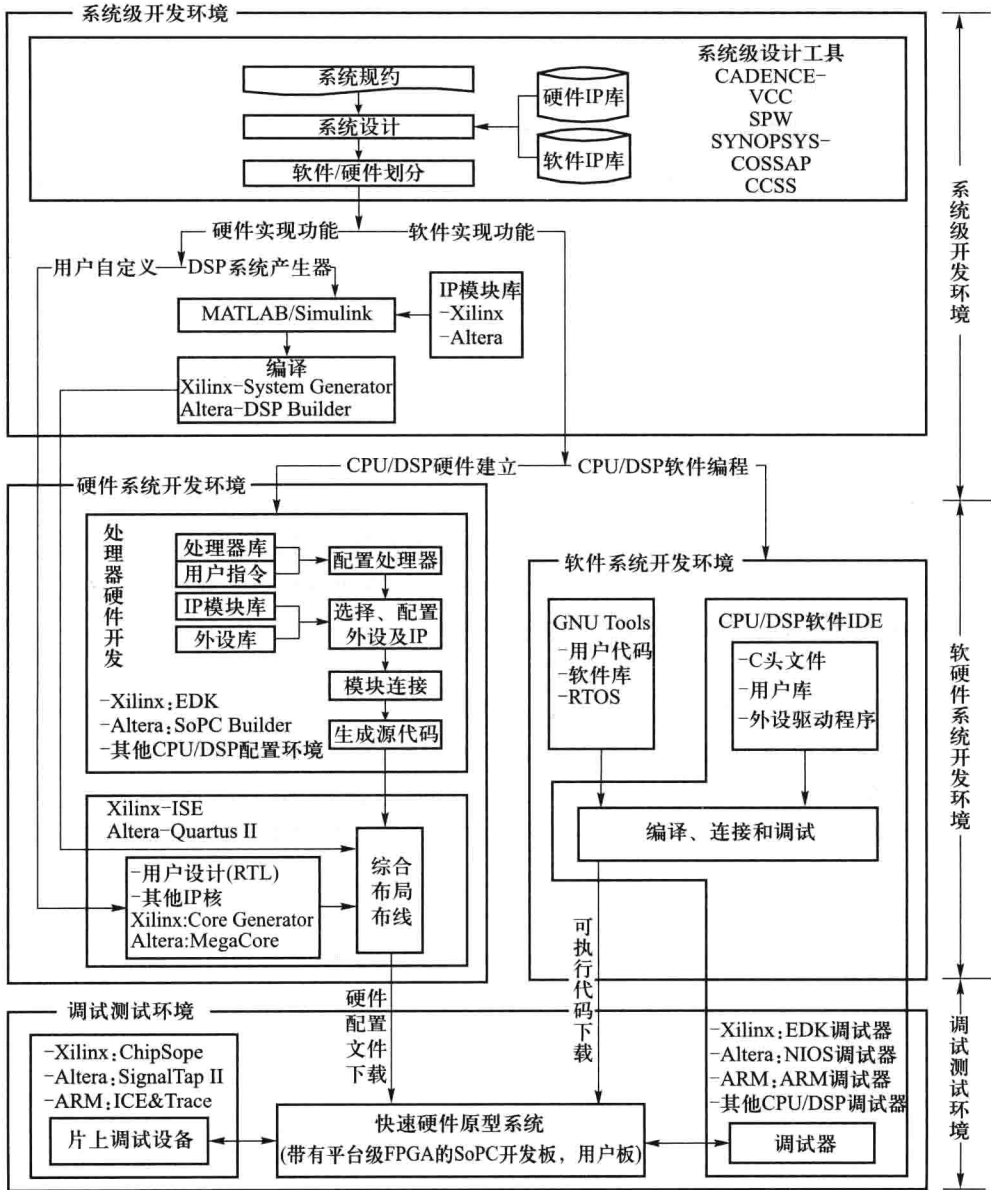 系统级开发环境
系统规约
系统设计
软件/硬件划分
硬件IP库
软件IP库
系统级设计工具
CADENCE-
VCC
SPW
SYNOPSYS-
COSSAP
CCSS
硬件实现功能
软件实现功能
用户自定义
DSP系统产生器
MATLAB/Simulink
IP模块库
-Xilinx
-Altera
编译
Xilinx-System Generator
Altera-DSP Builder
系统级开发环境
CPU/DSP硬件建立
CPU/DSP软件编程
硬件系统开发环境
处理器硬件开发
处理器库
用户指令
IP模块库
外设库
配置处理器
选择、配置
外设及IP
模块连接
生成源代码
-Xilinx:EDK
-Altera:SoPC Builder
-其他CPU/DSP配置环境
Xilinx-ISE
Altera-Quartus II
-用户设计(RTL)
-其他IP核
Xilinx:Core Generator
Altera:MegaCore
综合
布局
布线
软件系统开发环境
GNU Tools
-用户代码
-软件库
-RTOS
CPU/DSP软件IDE
-C头文件
-用户库
-外设驱动程序
编译、连接和调试
软硬件系统开发环境
硬件
配置
文件
下载
可执行代码下载
调试测试环境
-Xilinx:ChipSope
-Altera:SignalTap II
-ARM:ICE&Trace
片上调试设备
快速硬件原型系统
(带有平台级FPGA的SoPC开发板，用户板)
-Xilinx:EDK调试器
-Altera:NIOS调试器
-ARM:ARM调试器
-其他CPU/DSP调试器
调试器
调试测试环境